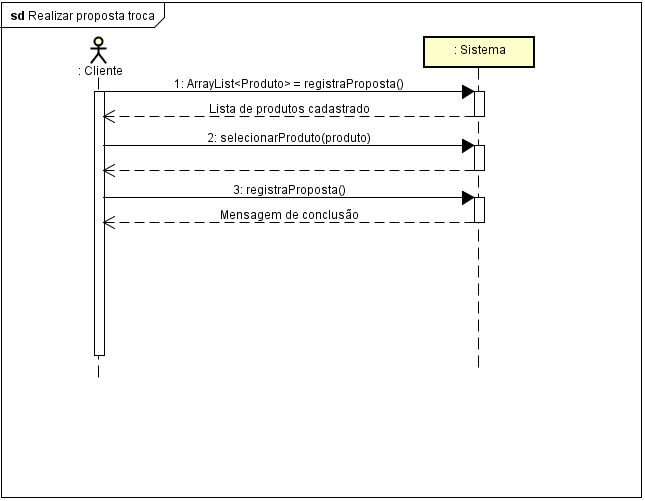 sd Realizar proposta troca
: Cliente
: Sistema
1: ArrayList<Produto> = registraProposta()
Lista de produtos cadastrado
2: selecionarProduto(produto)
3: registraProposta()
Mensagem de conclusão